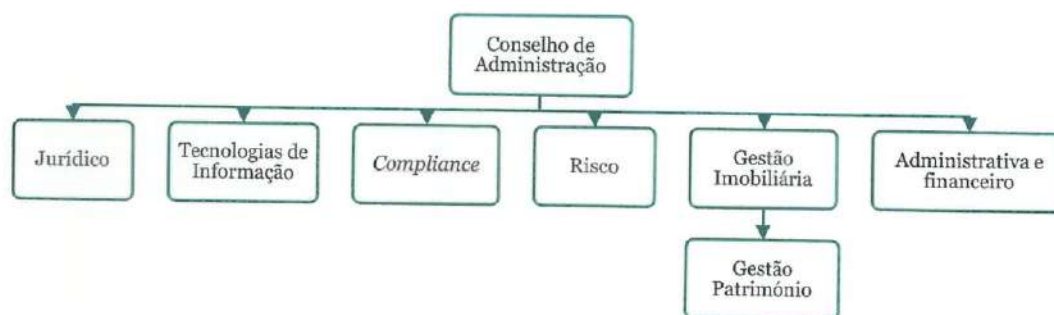 Conselho de
Administração
Jurídico
Tecnologias de
Informação
Compliance
Risco
Gestão
Imobiliária
Administrativa e
financeiro
Gestão
Património